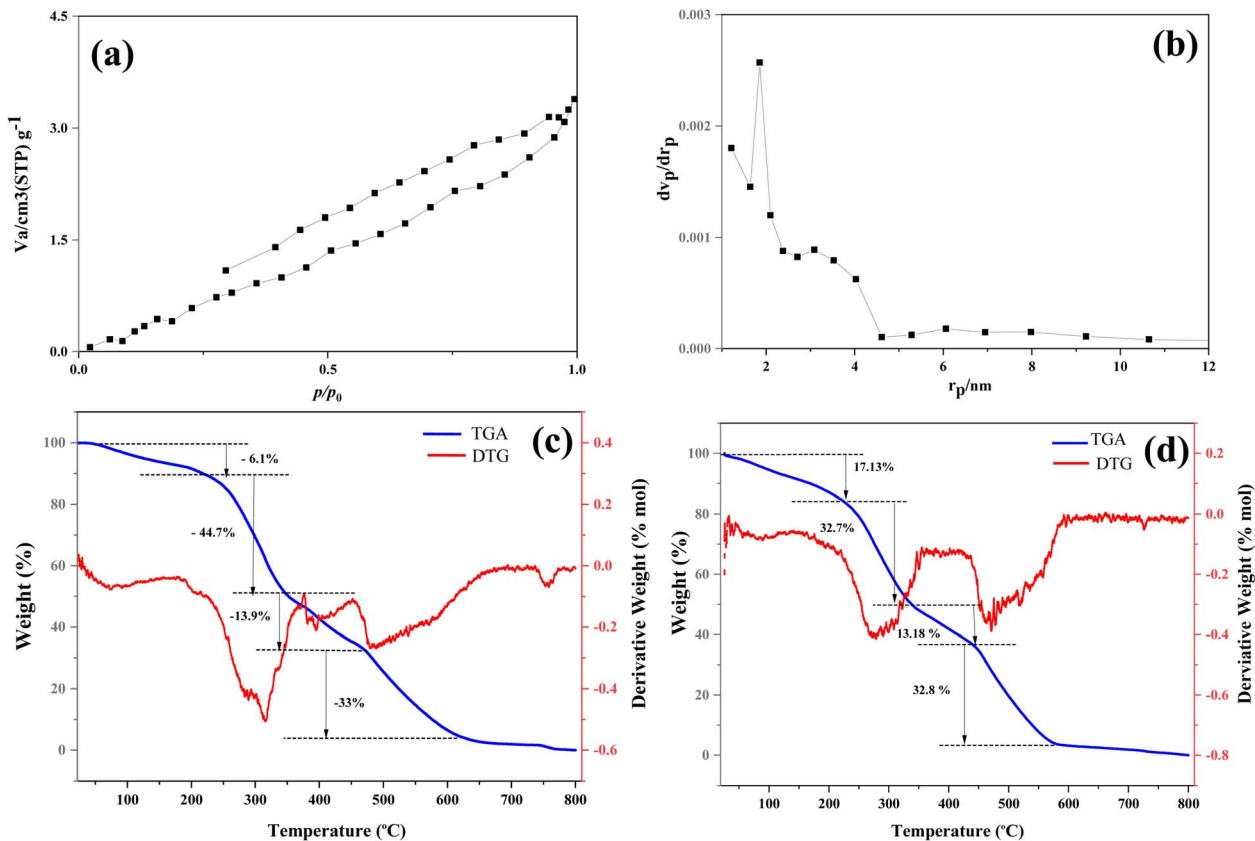 (a)
4.5
3.0
1.5
0.0
Va/cm3(STP) g-1
0.0 0.5 1.0
p/p0
(b)
0.003
0.002
0.001
0.000
dvp/drp
2 4 6 8 10 12
rp/nm
(c)
TGA
DTG
100
80
60
40
20
0
Weight (%)
- 6.1%
- 44.7%
-13.9%
-33%
0.4
0.2
0.0
-0.2
-0.4
-0.6
Derivative Weight (% mol)
100 200 300 400 500 600 700 800
Temperature (ºC)
(d)
TGA
DTG
100
80
60
40
20
0
Weight (%)
17.13%
32.7%
13.18 %
32.8 %
0.2
0.0
-0.2
-0.4
-0.6
-0.8
Derviative Weight (% mol)
100 200 300 400 500 600 700 800
Temperature (ºC)